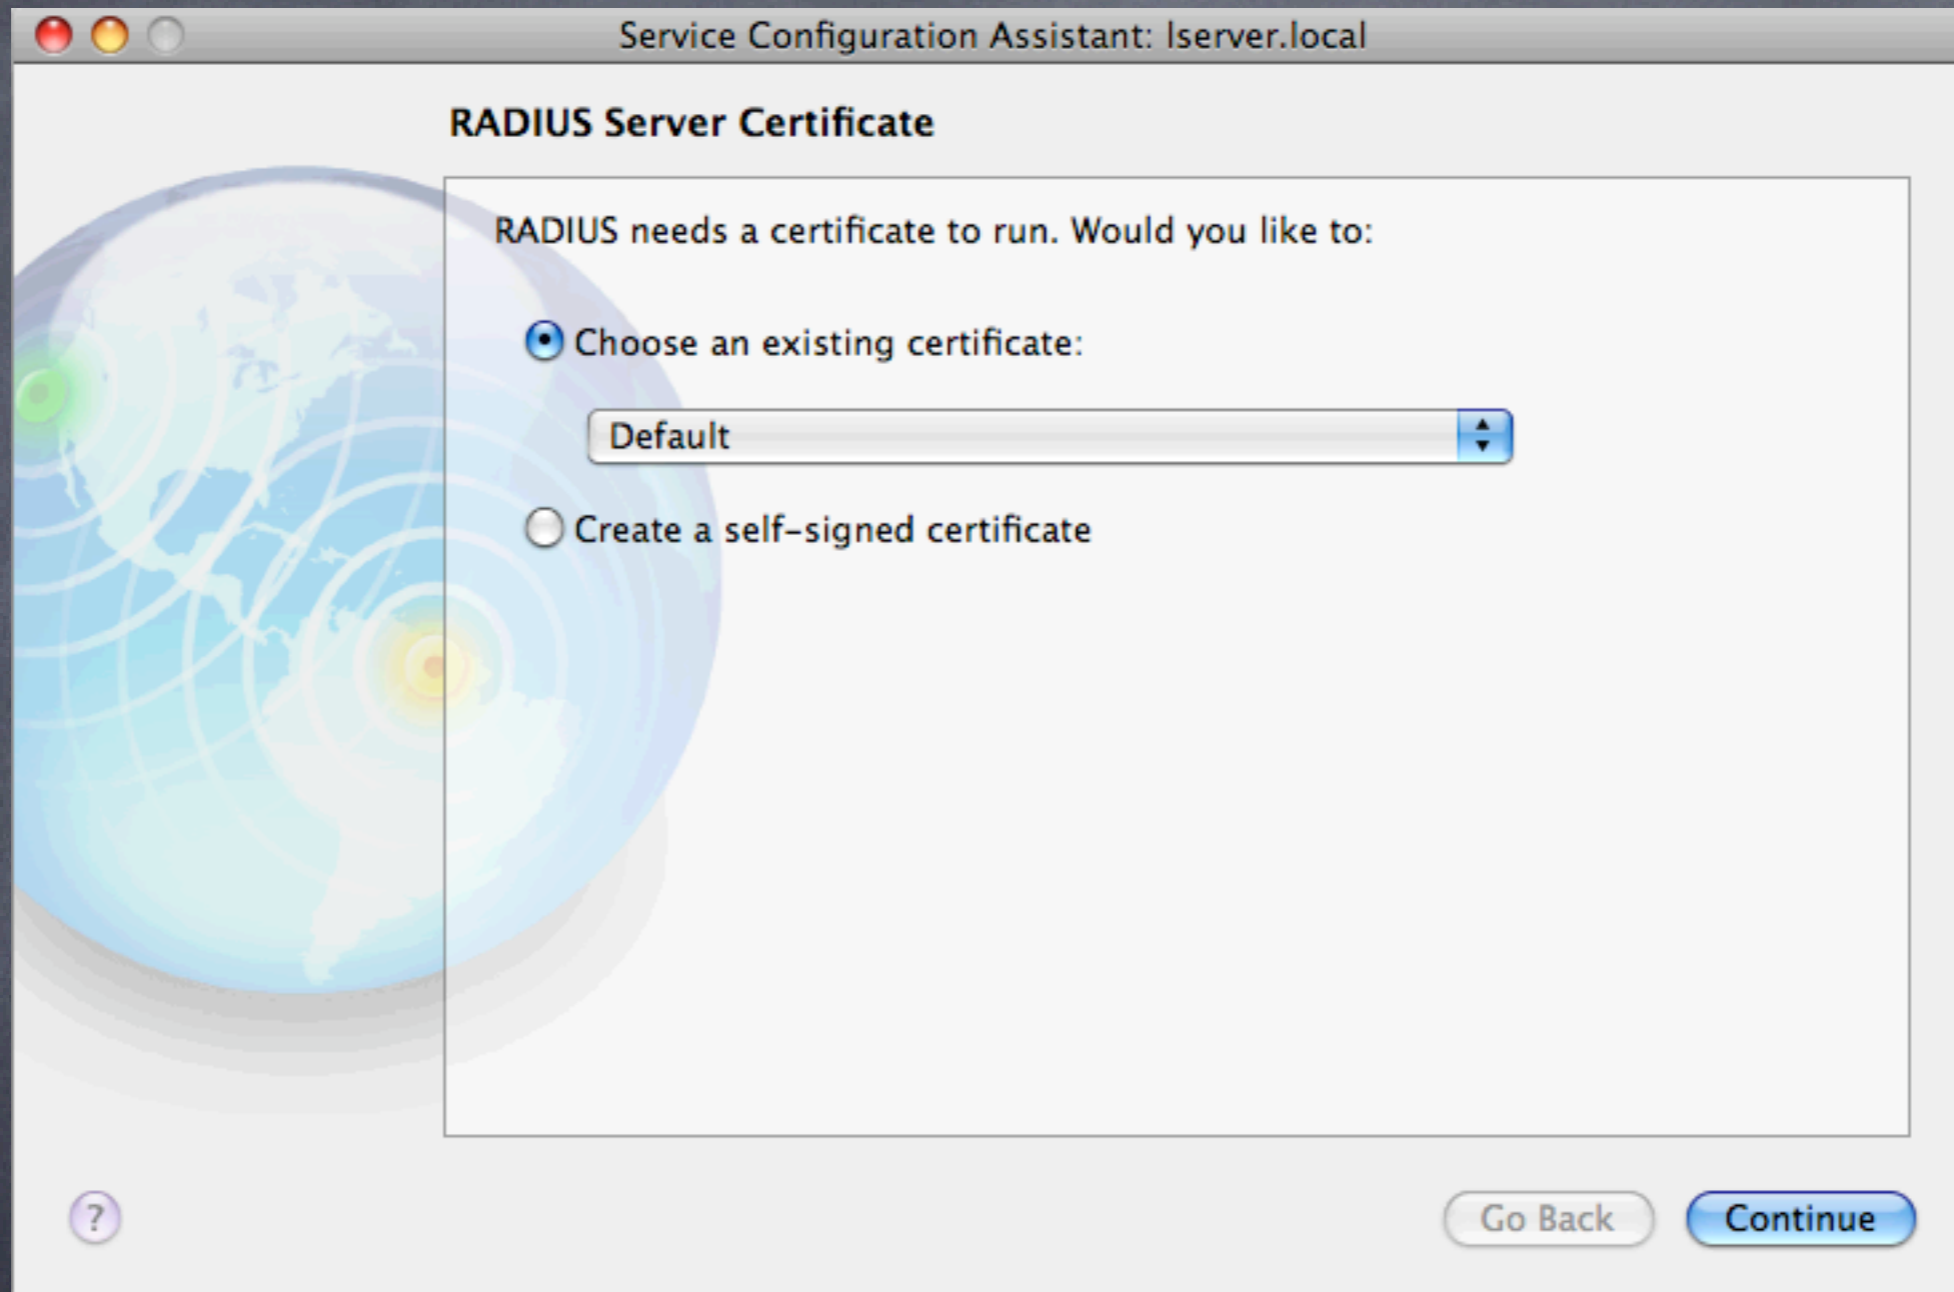 Service Configuration Assistant: lserver.local
RADIUS Server Certificate
RADIUS needs a certificate to run. Would you like to:
Choose an existing certificate:
Default
Create a self-signed certificate
?
Go Back
Continue